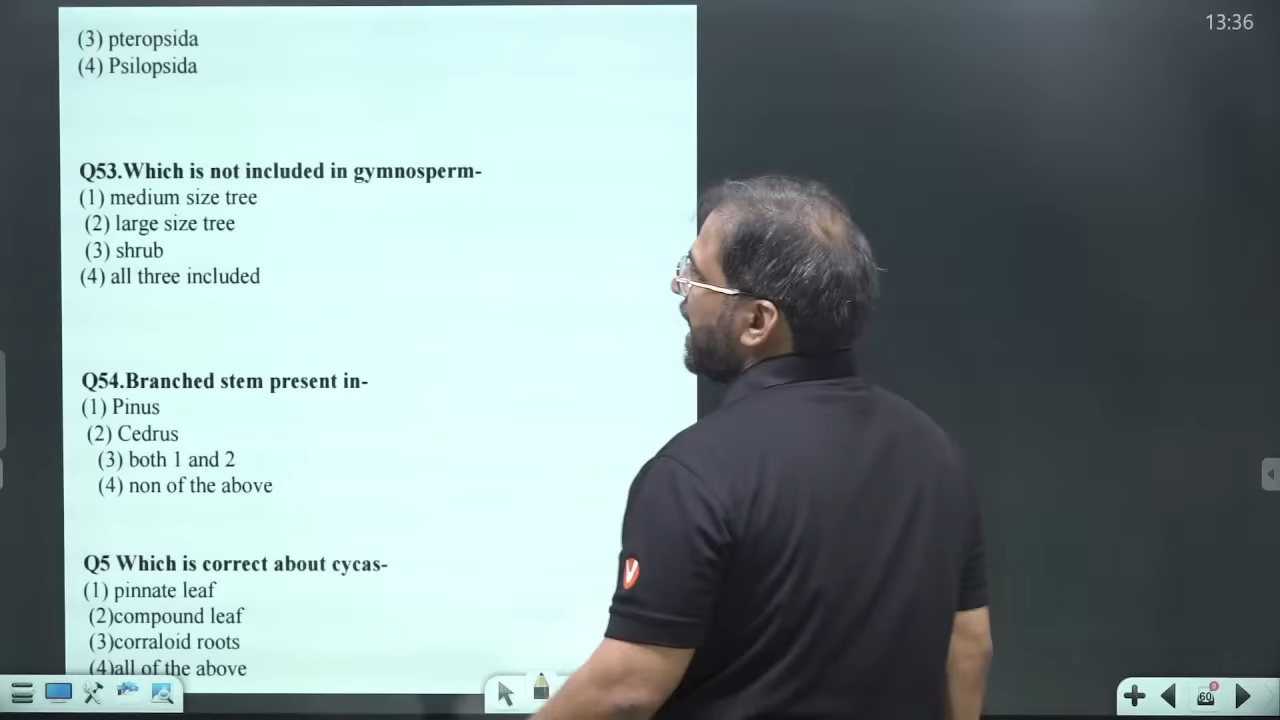 13:36
(3) pteropsida
(4) Psilopsida
Q53.Which is not included in gymnosperm-
(1) medium size tree
(2) large size tree
(3) shrub
(4) all three included
Q54.Branched stem present in-
(1) Pinus
(2) Cedrus
(3) both 1 and 2
(4) non of the above
Q5 Which is correct about cycas-
(1) pinnate leaf
(2)compound leaf
(3)corraloid roots
(4)all of the above
60